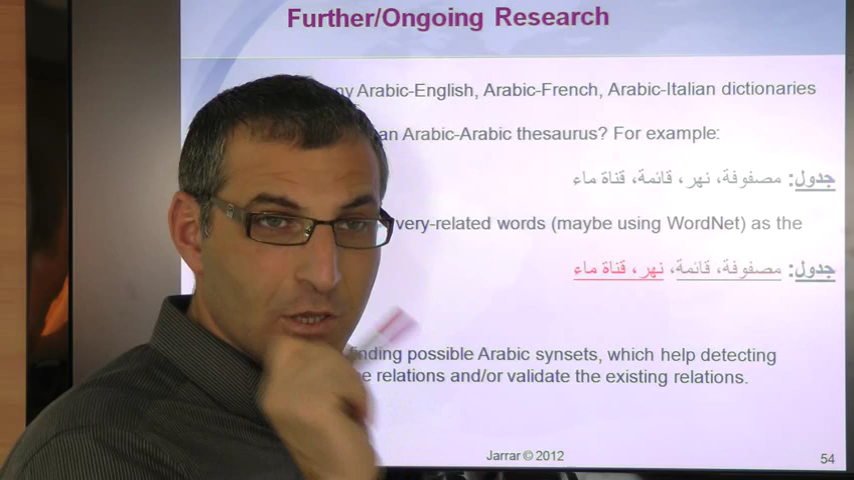 Further/Ongoing Research
Arabic-English, Arabic-French, Arabic-Italian dictionaries
an Arabic-Arabic thesaurus? For example:
جدول: مصفوفة، نهر، قائمة، قناة ماء
very-related words (maybe using WordNet) as the
جدول: مصفوفة، قائمة، نهر، قناة ماء
possible Arabic synsets, which help detecting
relations and/or validate the existing relations.
Jarrar © 2012
54